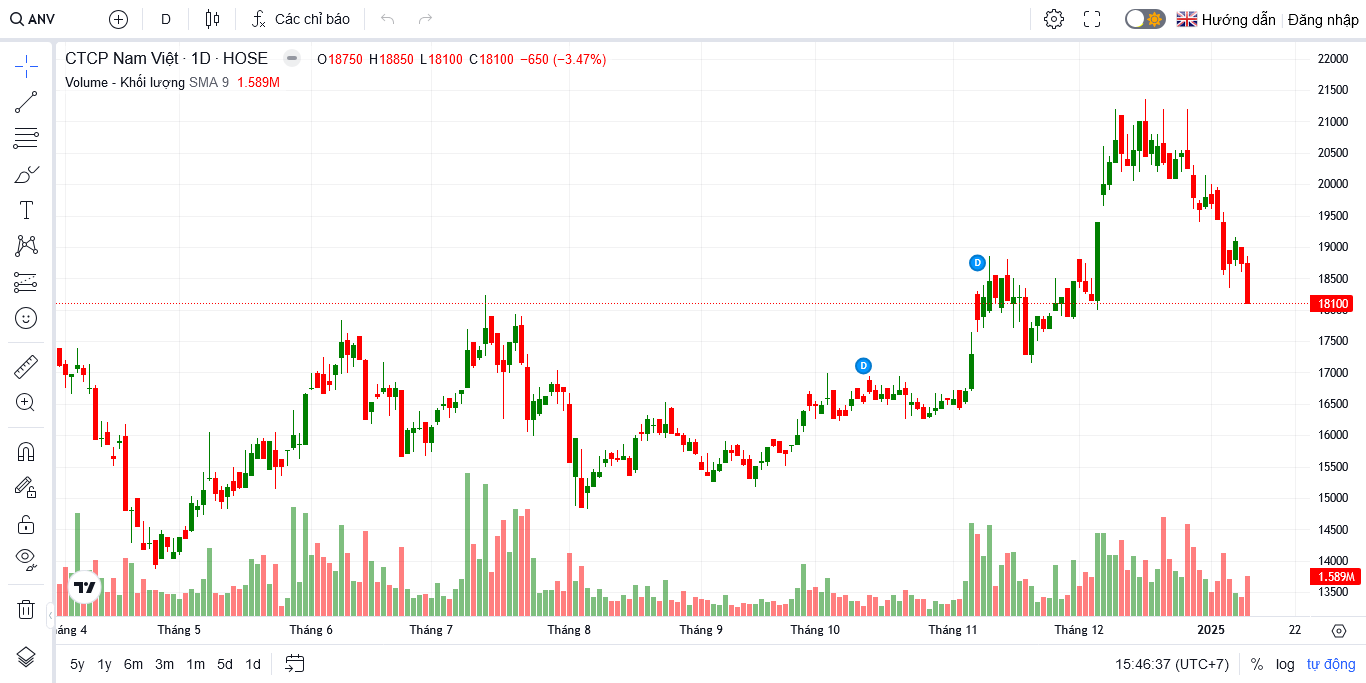 ANV D Các chỉ báo Hướng dẫn Đăng nhập
CTCP Nam Việt · 1D · HOSE O18750 H18850 L18100 C18100 −650 (−3.47%)
Volume - Khối lượng SMA 9 1.589M
22000
21500
21000
20500
20000
19500
19000
18500
18100
18000
17500
17000
16500
16000
15500
15000
14500
14000
1.589M
13500
D
D
áng 4 Tháng 5 Tháng 6 Tháng 7 Tháng 8 Tháng 9 Tháng 10 Tháng 11 Tháng 12 2025 22
5y 1y 6m 3m 1m 5d 1d 15:46:37 (UTC+7) % log tự động